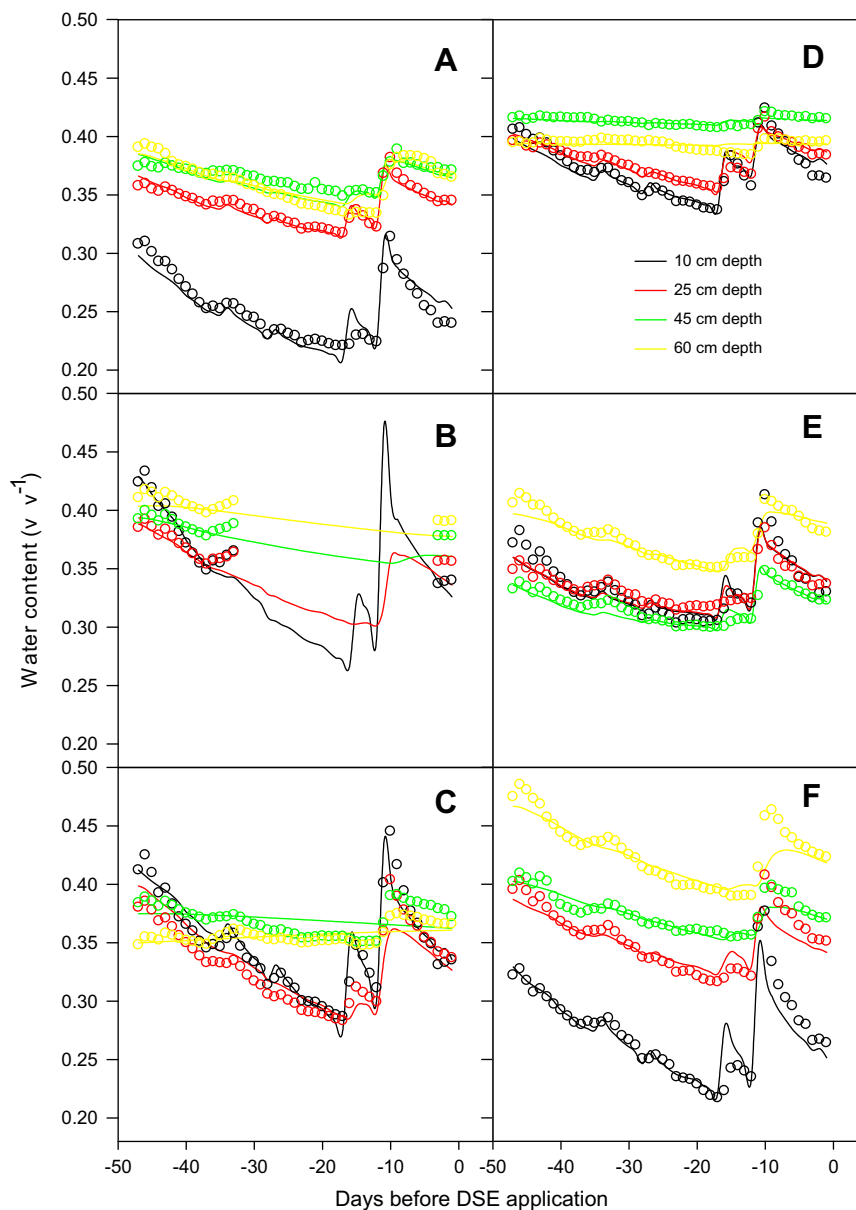 0.50
0.45
0.40
0.35
0.30
0.25
0.20
A
D
10 cm depth
25 cm depth
45 cm depth
60 cm depth
0.50
0.45
0.40
0.35
0.30
0.25
0.20
B
E
Water content (v v⁻¹)
0.50
0.45
0.40
0.35
0.30
0.25
0.20
C
F
-50 -40 -30 -20 -10 0
-50 -40 -30 -20 -10 0
Days before DSE application